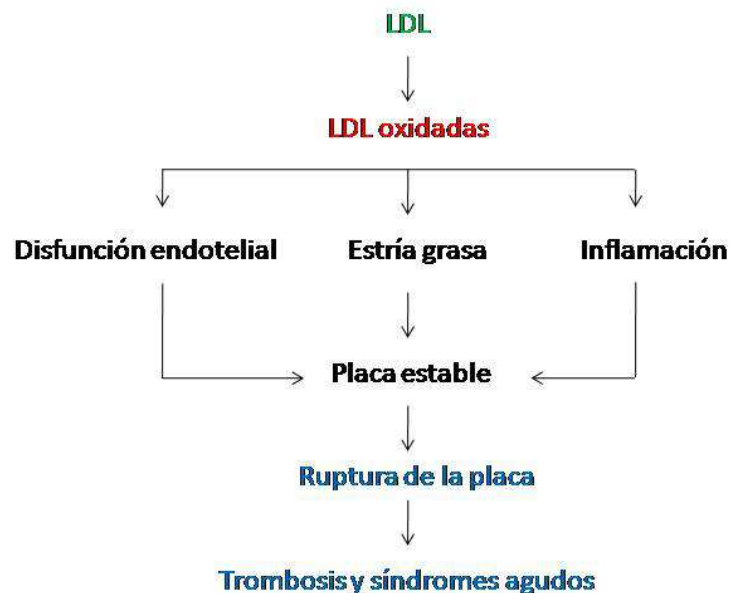 LDL
LDL oxidadas
Disfunción endotelial
Estría grasa
Inflamación
Placa estable
Ruptura de la placa
Trombosis y síndromes agudos